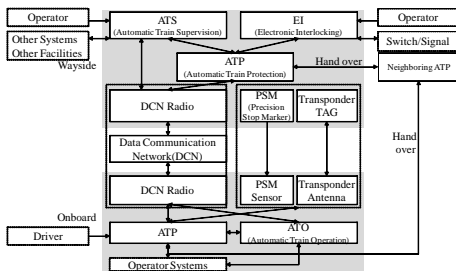 Operator
ATS
(Automatic Train Supervision)
EI
(Electronic Interlocking)
Operator
Other Systems
Other Facilities
Switch/Signal
Wayside
ATP
(Automatic Train Protection)
Hand over
Neighboring ATP
DCN Radio
PSM
(Precision
Stop Marker)
Transponder
TAG
Data Communication
Network(DCN)
Hand
over
DCN Radio
PSM
Sensor
Transponder
Antenna
Onboard
Driver
ATP
ATO
(Automatic Train Operation)
Operator Systems